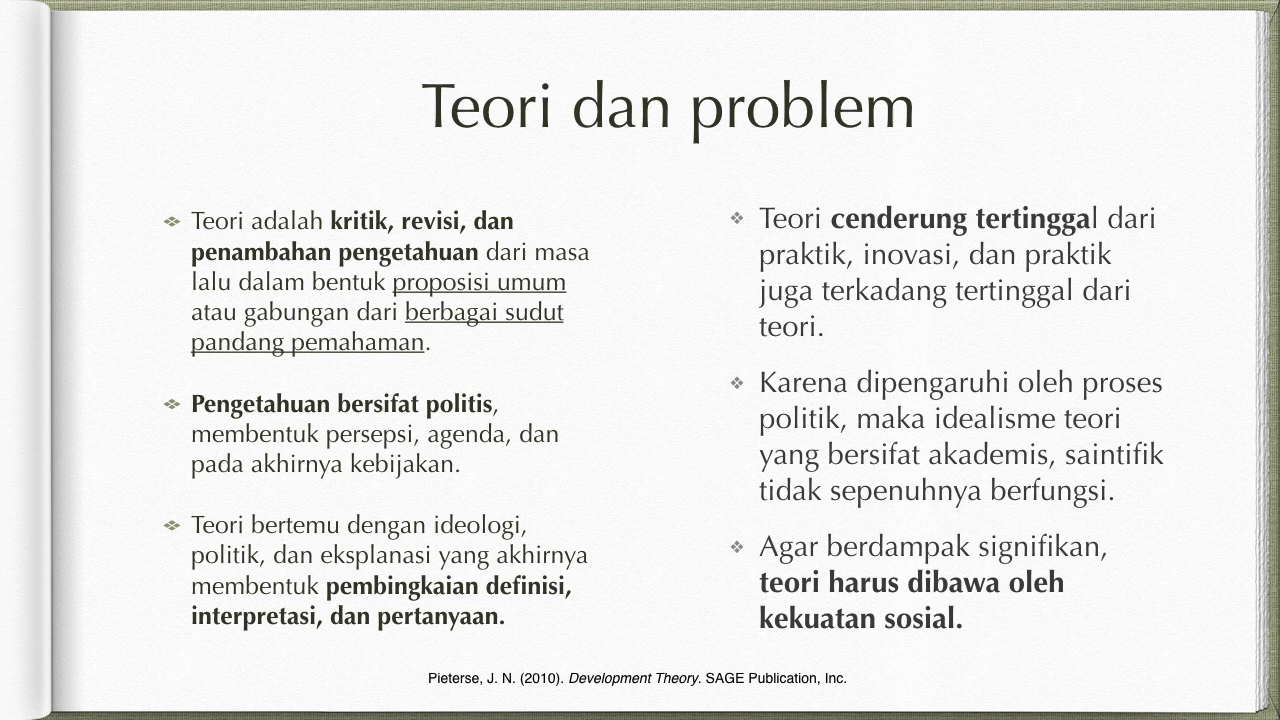 Teori dan problem
Teori adalah kritik, revisi, dan
penambahan pengetahuan dari masa
lalu dalam bentuk proposisi umum
atau gabungan dari berbagai sudut
pandang pemahaman.
Pengetahuan bersifat politis,
membentuk persepsi, agenda, dan
pada akhirnya kebijakan.
Teori bertemu dengan ideologi,
politik, dan eksplanasi yang akhirnya
membentuk pembingkaian definisi,
interpretasi, dan pertanyaan.
Teori cenderung tertinggal dari
praktik, inovasi, dan praktik
juga terkadang tertinggal dari
teori.
Karena dipengaruhi oleh proses
politik, maka idealisme teori
yang bersifat akademis, saintifik
tidak sepenuhnya berfungsi.
Agar berdampak signifikan,
teori harus dibawa oleh
kekuatan sosial.
Pieterse, J. N. (2010). Development Theory. SAGE Publication, Inc.